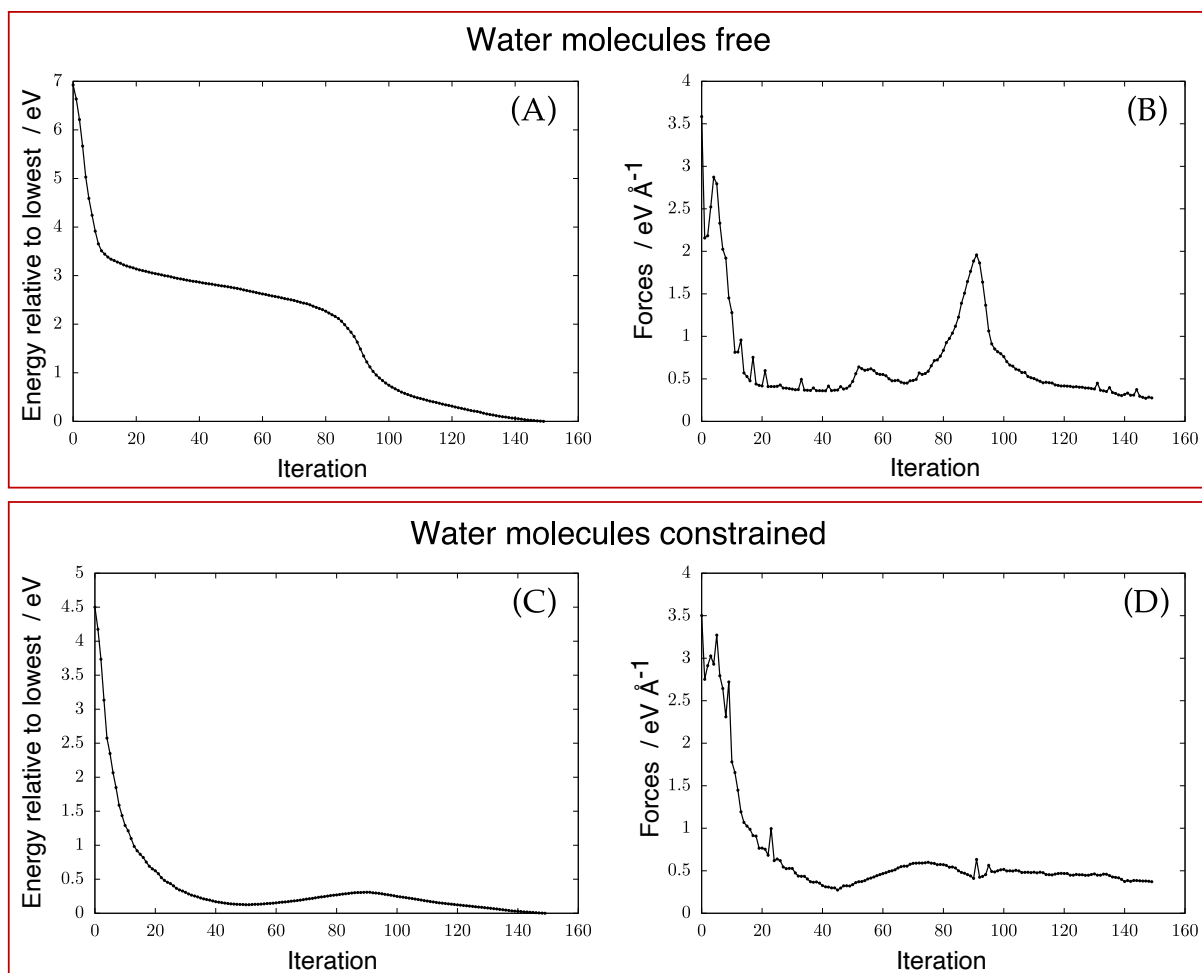 Water molecules free
(A)
Energy relative to lowest / eV
7
6
5
4
3
2
1
0
0 20 40 60 80 100 120 140 160
Iteration
(B)
Forces / eV Å-1
4
3.5
3
2.5
2
1.5
1
0.5
0
0 20 40 60 80 100 120 140 160
Iteration
Water molecules constrained
(C)
Energy relative to lowest / eV
5
4.5
4
3.5
3
2.5
2
1.5
1
0.5
0
0 20 40 60 80 100 120 140 160
Iteration
(D)
Forces / eV Å-1
4
3.5
3
2.5
2
1.5
1
0.5
0
0 20 40 60 80 100 120 140 160
Iteration